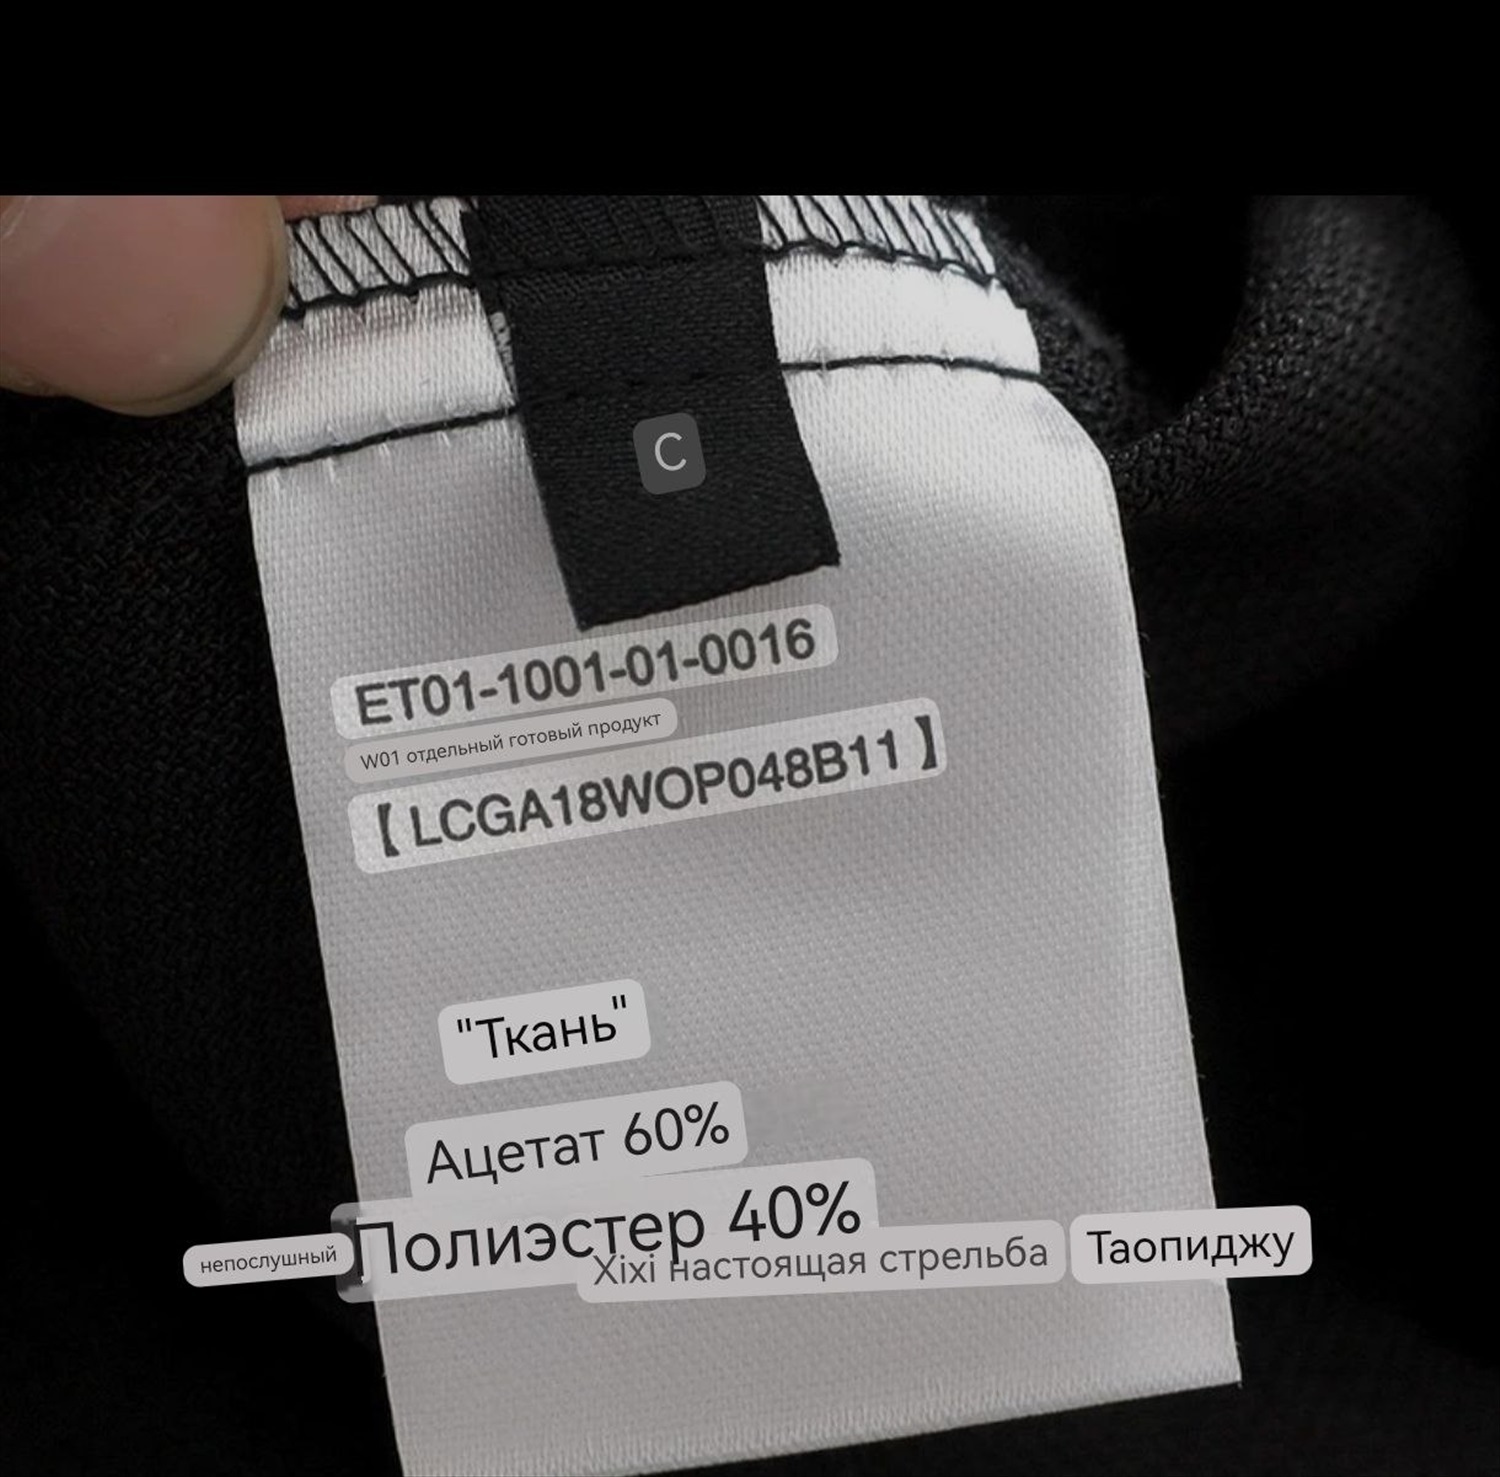 C
ET01-1001-01-0016
W01 отдельный готовый продукт
【 LCGA18WOP048B11 】
"Ткань"
Ацетат 60%
Полиэстер 40%
непослушный
Xixi настоящая стрельба
Таопиджу